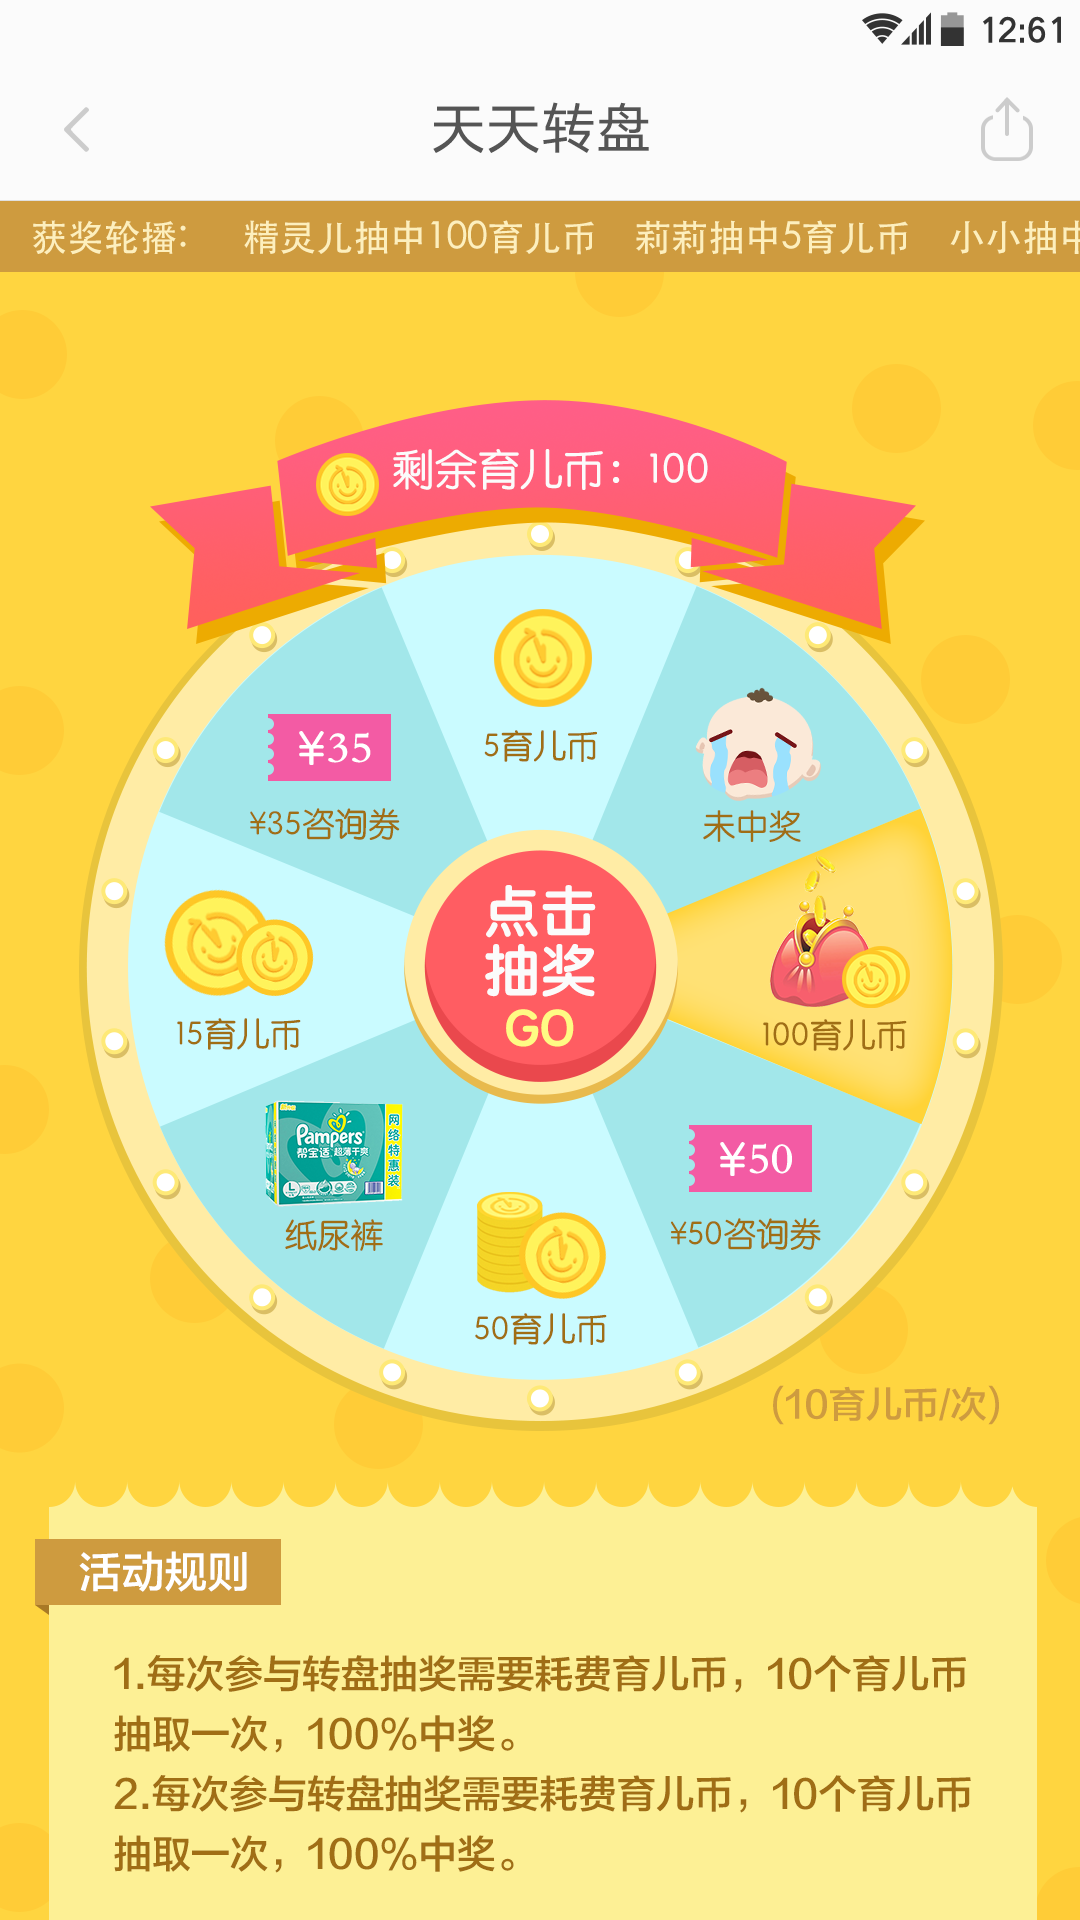 12:61
天天转盘
获奖轮播： 精灵儿抽中100育儿币 莉莉抽中5育儿币 小小抽中
剩余育儿币：100
5育儿币
¥35
¥35咨询券
未中奖
15育儿币
点击
抽奖
GO
100育儿币
Pampers
帮宝适 超薄干爽
L
网络特惠装
纸尿裤
¥50
¥50咨询券
50育儿币
(10育儿币/次)
活动规则
1.每次参与转盘抽奖需要耗费育儿币，10个育儿币
抽取一次，100%中奖。
2.每次参与转盘抽奖需要耗费育儿币，10个育儿币
抽取一次，100%中奖。